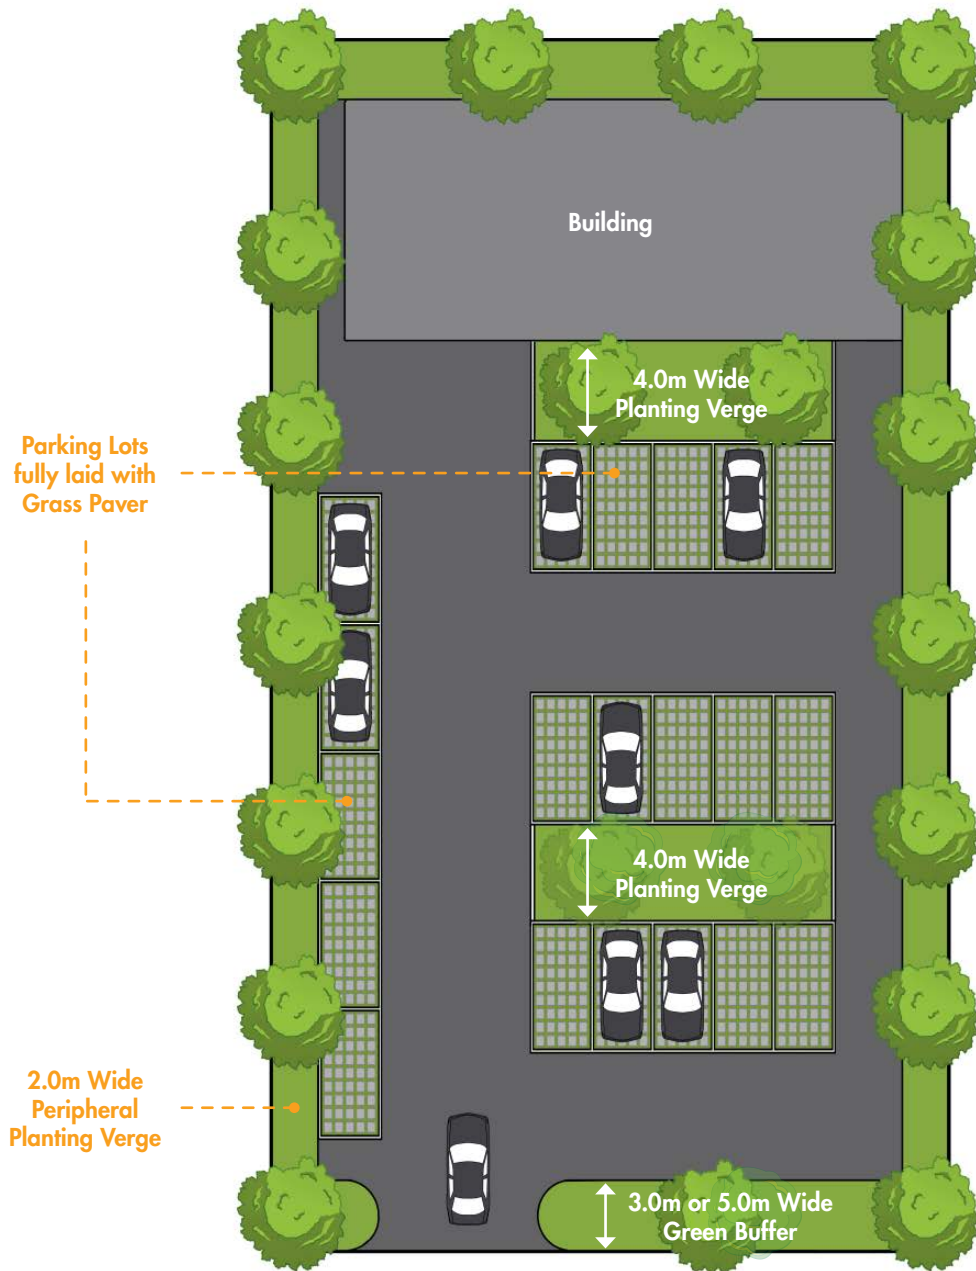 Building
4.0m Wide
Planting Verge
Parking Lots
fully laid with
Grass Paver
4.0m Wide
Planting Verge
2.0m Wide
Peripheral
Planting Verge
3.0m or 5.0m Wide
Green Buffer